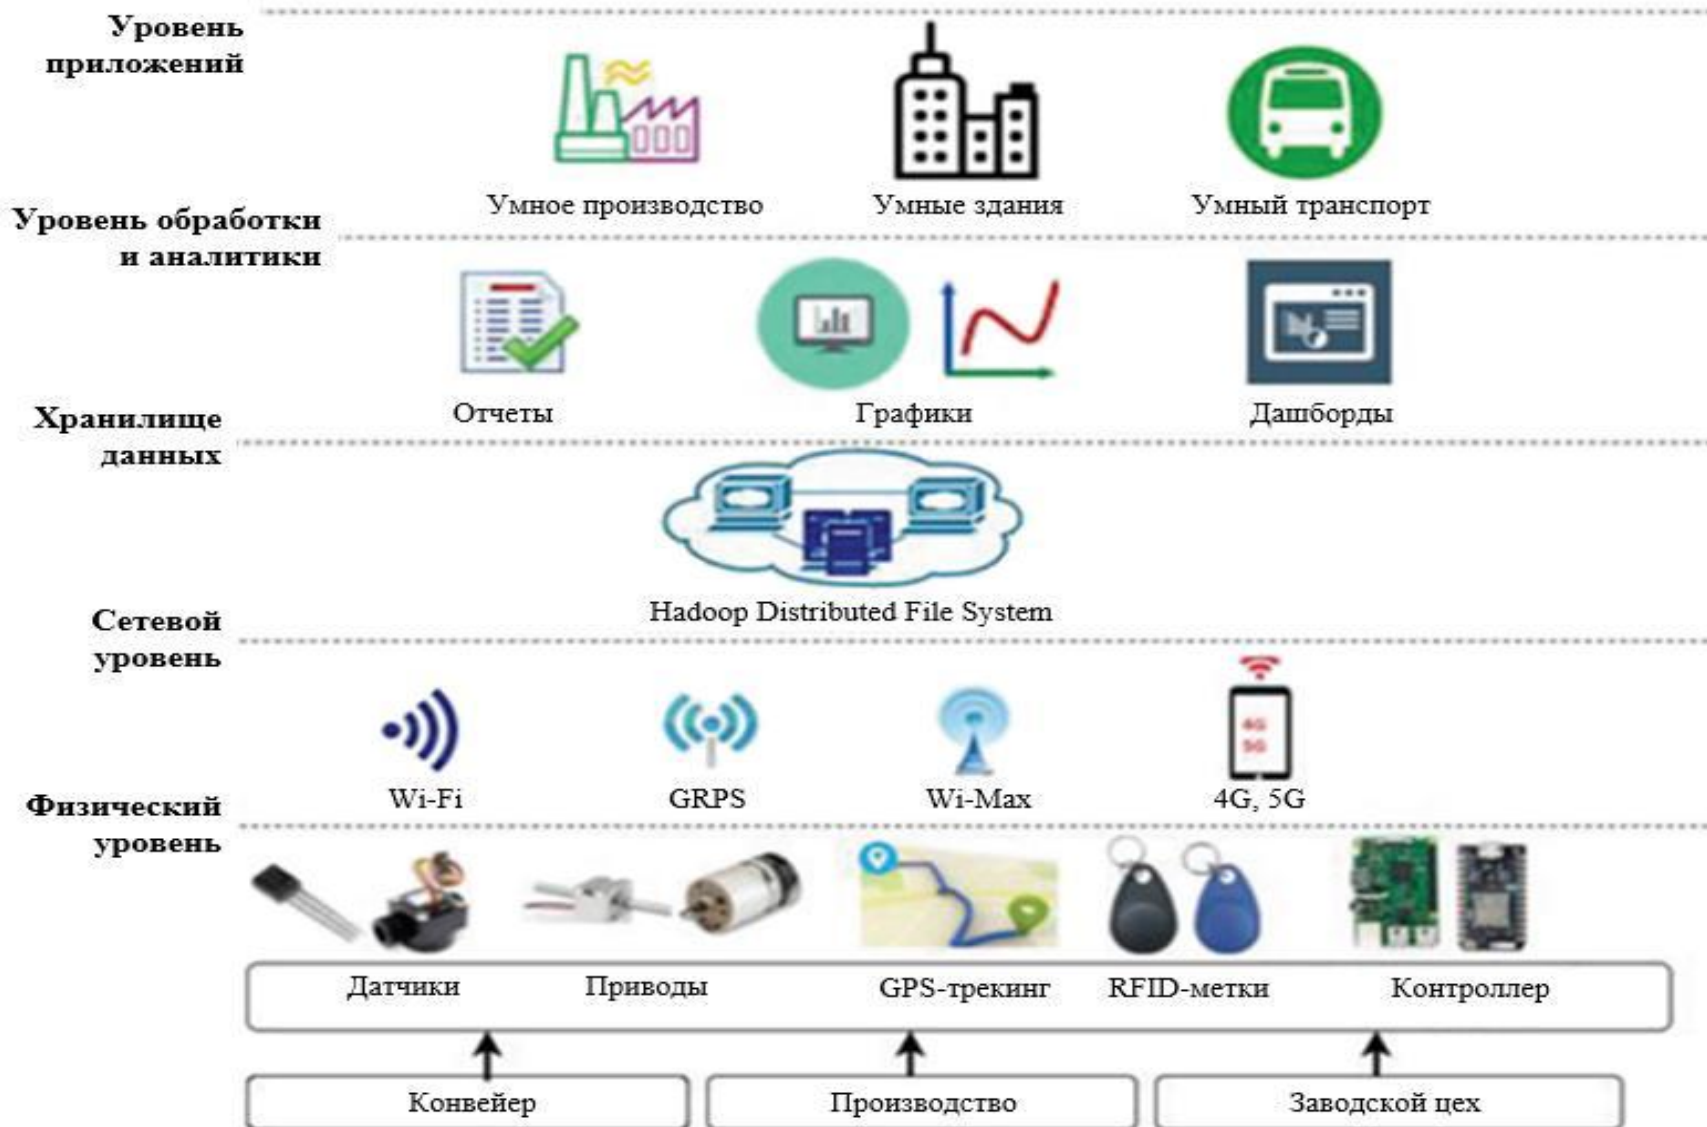 Уровень
приложений
Умное производство
Умные здания
Умный транспорт
Уровень обработки
и аналитики
Отчеты
Графики
Дашборды
Хранилище
данных
Hadoop Distributed File System
Сетевой
уровень
4G
5G
Wi-Fi
GRPS
Wi-Max
4G, 5G
Физический
уровень
Датчики
Приводы
GPS-трекинг
RFID-метки
Контроллер
Конвейер
Производство
Заводской цех